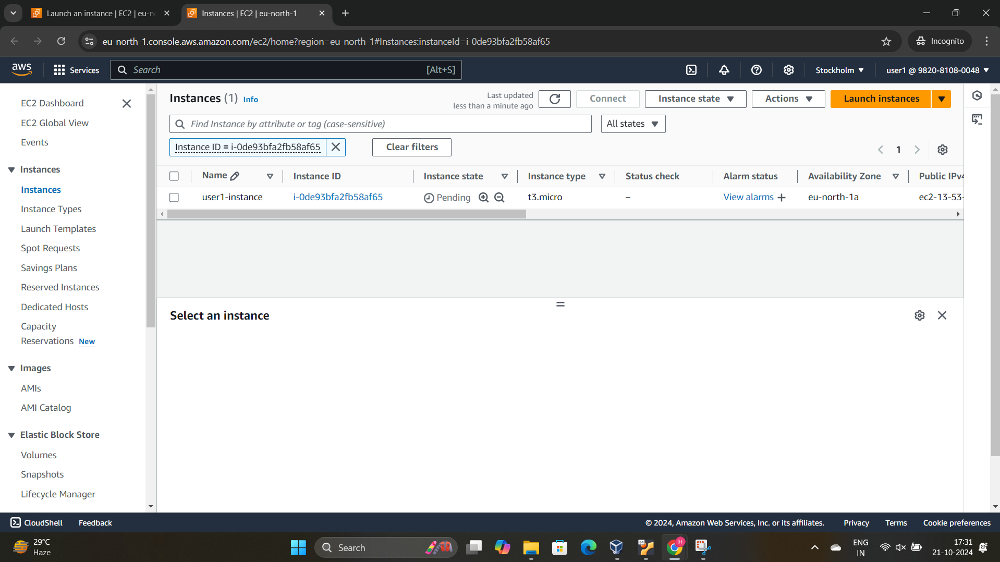 Launch an instance | EC2 | eu-n
Instances | EC2 | eu-north-1
eu-north-1.console.aws.amazon.com/ec2/home?region=eu-north-1#Instances:instanceId=i-0de93bfa2fb58af65
Incognito
aws
Services
Search
[Alt+S]
Stockholm
user1 @ 9820-8108-0048
EC2 Dashboard
EC2 Global View
Events
Instances
Instances
Instance Types
Launch Templates
Spot Requests
Savings Plans
Reserved Instances
Dedicated Hosts
Capacity
Reservations New
Images
AMIs
AMI Catalog
Elastic Block Store
Volumes
Snapshots
Lifecycle Manager
Instances (1) Info
Last updated
less than a minute ago
Connect
Instance state
Actions
Launch instances
Find Instance by attribute or tag (case-sensitive)
All states
Instance ID = i-0de93bfa2fb58af65
Clear filters
1
Name Instance ID Instance state Instance type Status check Alarm status Availability Zone Public IPv4
user1-instance i-0de93bfa2fb58af65 Pending t3.micro – View alarms + eu-north-1a ec2-13-53-
Select an instance
CloudShell
Feedback
© 2024, Amazon Web Services, Inc. or its affiliates.
Privacy
Terms
Cookie preferences
29°C
Haze
Search
64
H
ENG
IN
17:31
21-10-2024